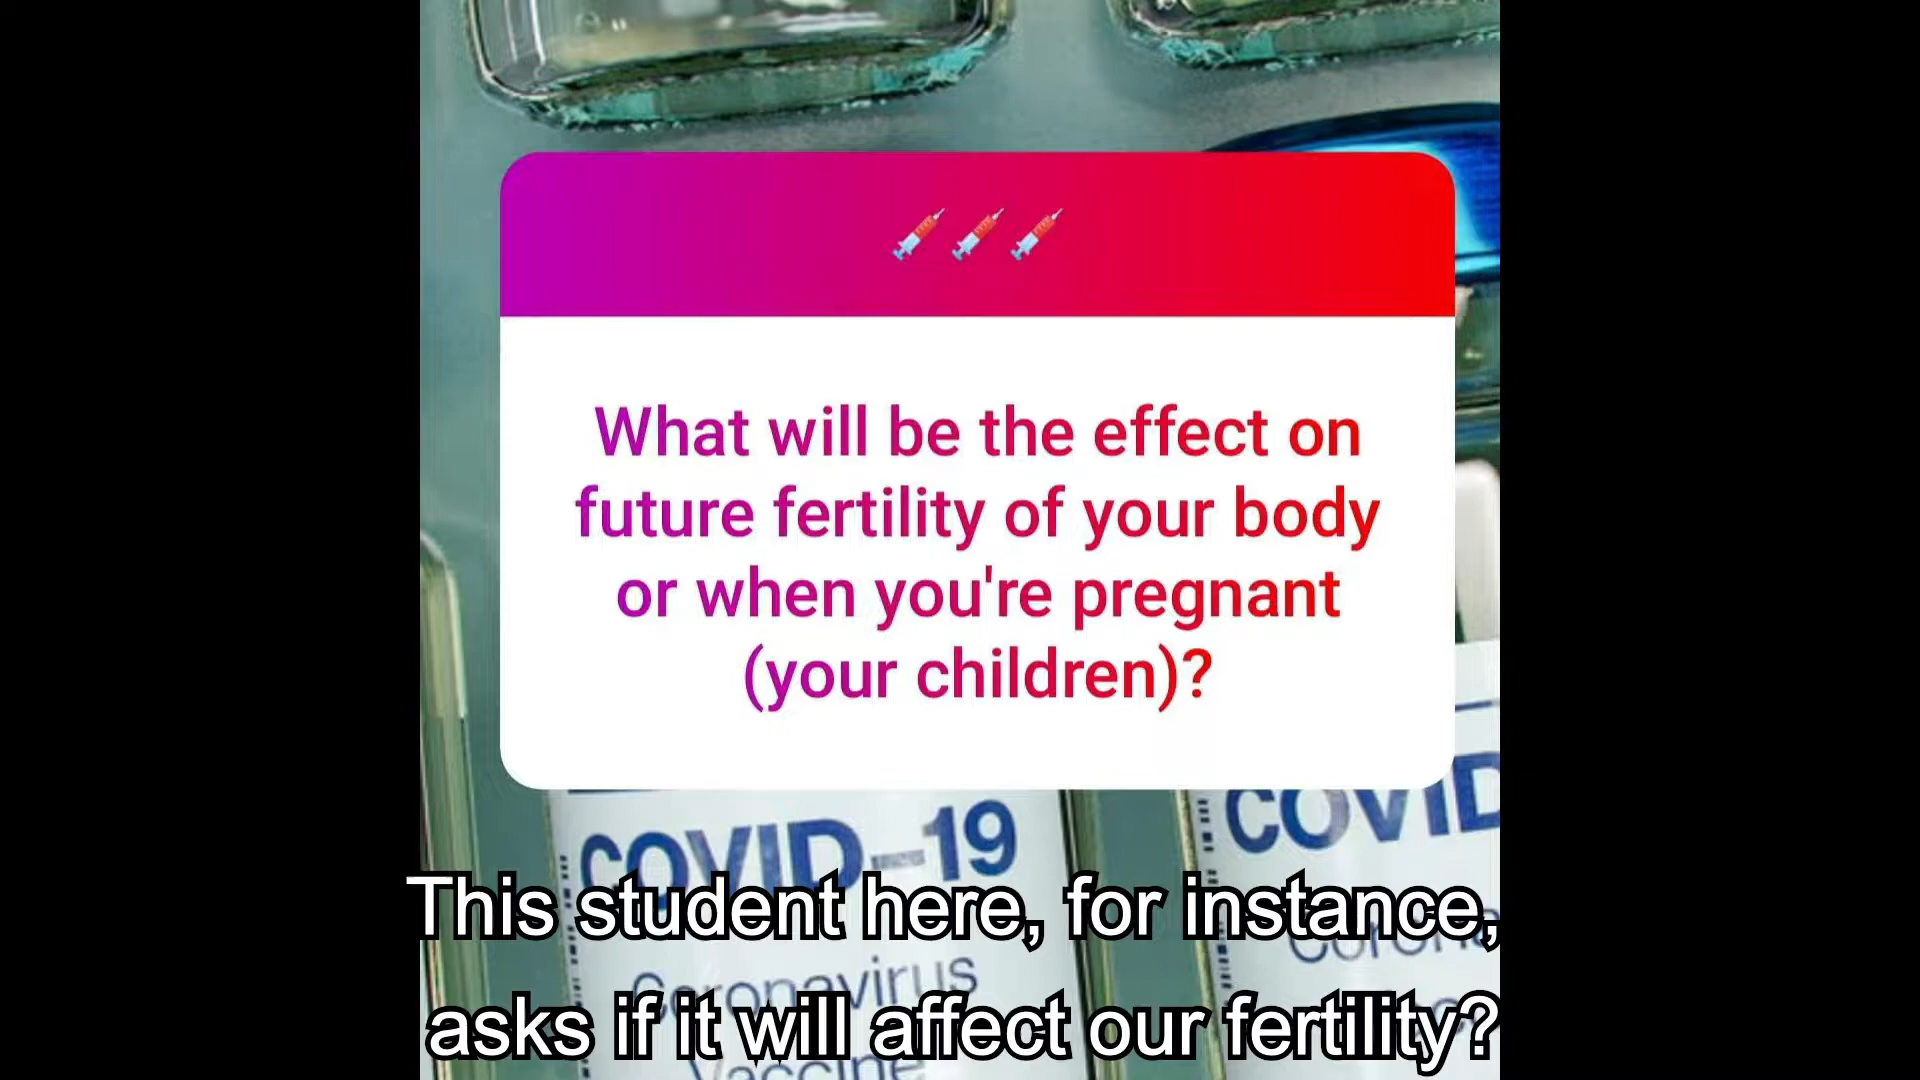 What will be the effect on
future fertility of your body
or when you're pregnant
(your children)?
COVID-19
COVID
This student here, for instance,
Coronavirus
asks if it will affect our fertility?
Vaccine